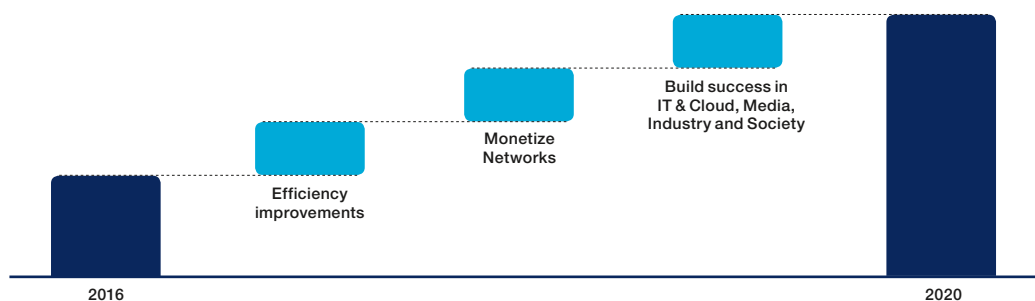 Build success in
IT & Cloud, Media,
Industry and Society
Monetize
Networks
Efficiency
improvements
2016
2020